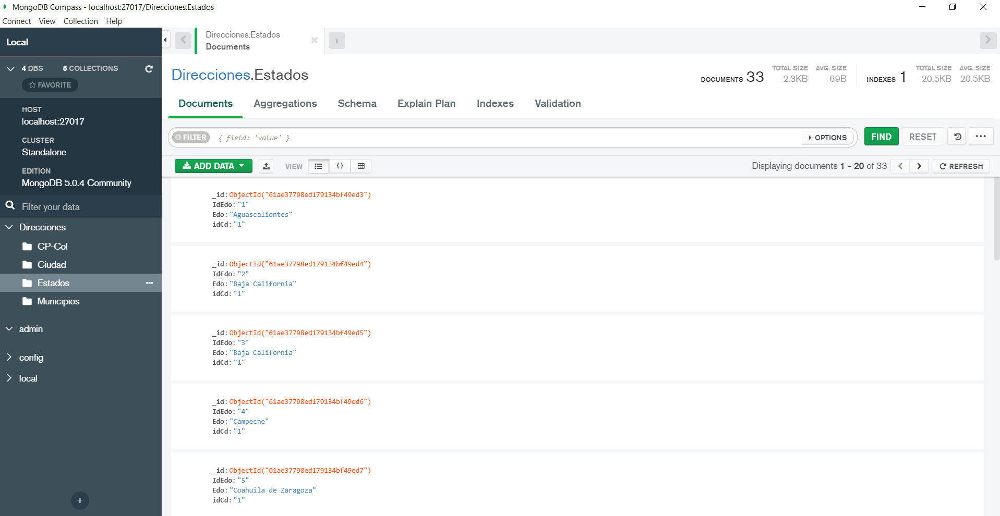 MongoDB Compass - localhost:27017/Direcciones.Estados
Connect View Collection Help
Local
4 DBS 5 COLLECTIONS
FAVORITE
HOST
localhost:27017
CLUSTER
Standalone
EDITION
MongoDB 5.0.4 Community
Filter your data
Direcciones
CP-Col
Ciudad
Estados
Municipios
admin
config
local
Direcciones.Estados
Documents
Direcciones.Estados
DOCUMENTS 33
TOTAL SIZE
2.3KB
AVG. SIZE
69B
INDEXES 1
TOTAL SIZE
20.5KB
AVG. SIZE
20.5KB
Documents Aggregations Schema Explain Plan Indexes Validation
FILTER { field: 'value' } OPTIONS FIND RESET
ADD DATA VIEW {} Displaying documents 1 - 20 of 33 REFRESH
_id: ObjectId("61ae37798ed179134bf49ed3")
IdEdo: "1"
Edo: "Aguascalientes"
idCd: "1"
_id: ObjectId("61ae37798ed179134bf49ed4")
IdEdo: "2"
Edo: "Baja California"
idCd: "1"
_id: ObjectId("61ae37798ed179134bf49ed5")
IdEdo: "3"
Edo: "Baja California"
idCd: "1"
_id: ObjectId("61ae37798ed179134bf49ed6")
IdEdo: "4"
Edo: "Campeche"
idCd: "1"
_id: ObjectId("61ae37798ed179134bf49ed7")
IdEdo: "5"
Edo: "Coahuila de Zaragoza"
idCd: "1"